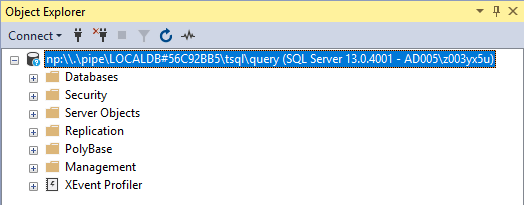 Object Explorer
Connect
np:\\.\pipe\LOCALDB#56C92BB5\tsql\query (SQL Server 13.0.4001 - AD005\z003yx5u)
Databases
Security
Server Objects
Replication
PolyBase
Management
XEvent Profiler